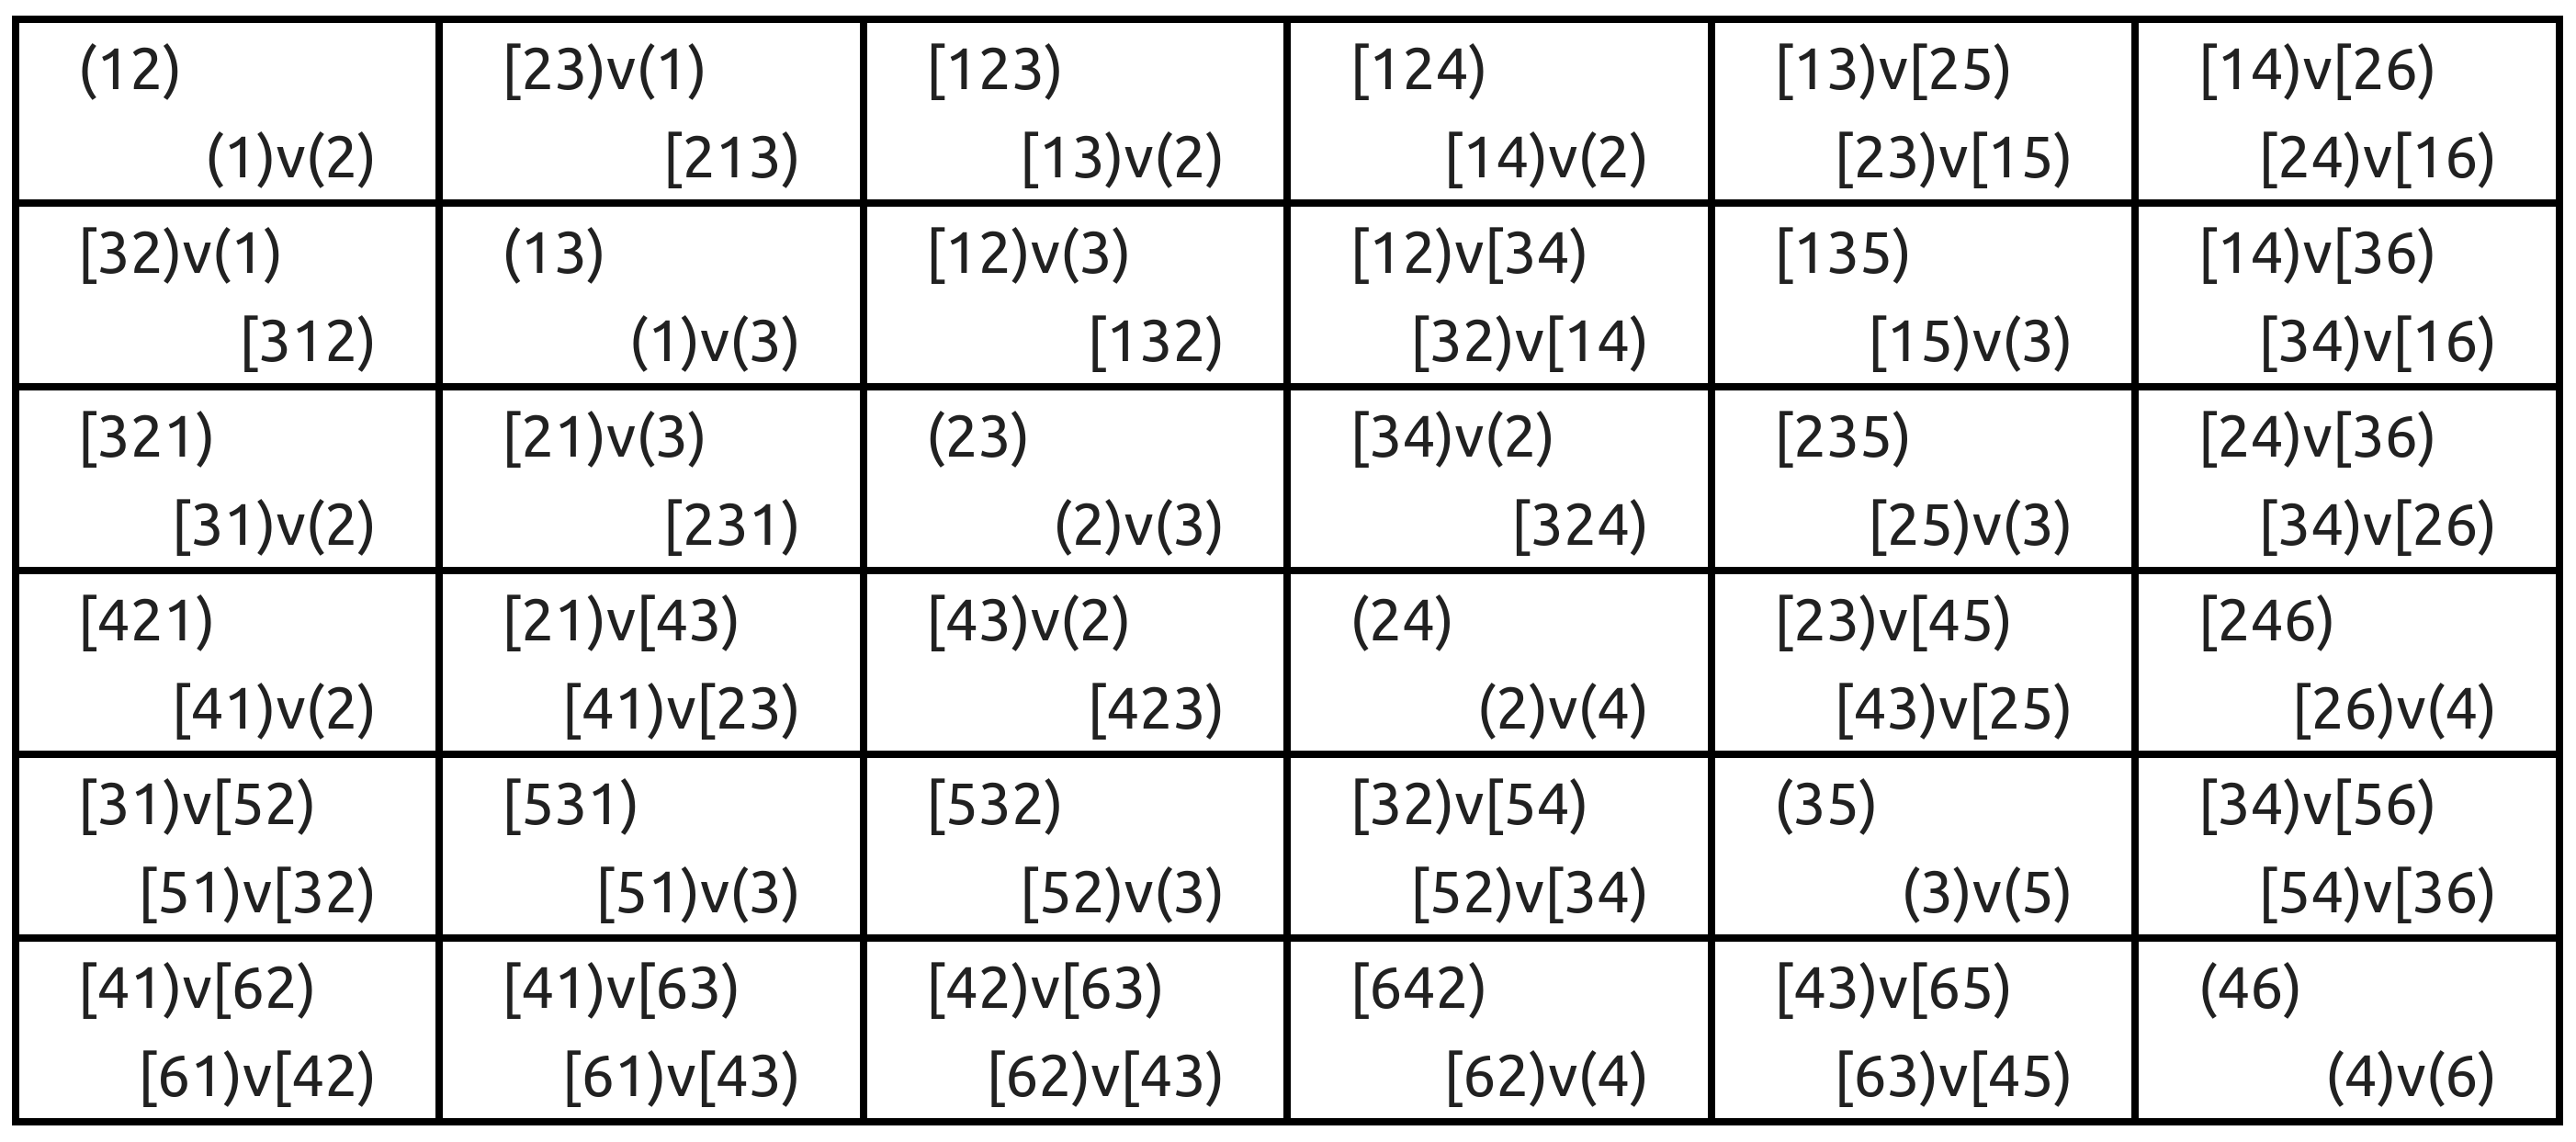 (12)
(1)v(2)
[23)v(1)
[213)
[123)
[13)v(2)
[124)
[14)v(2)
[13)v[25)
[23)v[15)
[14)v[26)
[24)v[16)
[32)v(1)
[312)
(13)
(1)v(3)
[12)v(3)
[132)
[12)v[34)
[32)v[14)
[135)
[15)v(3)
[14)v[36)
[34)v[16)
[321)
[31)v(2)
[21)v(3)
[231)
(23)
(2)v(3)
[34)v(2)
[324)
[235)
[25)v(3)
[24)v[36)
[34)v[26)
[421)
[41)v(2)
[21)v[43)
[41)v[23)
[43)v(2)
[423)
(24)
(2)v(4)
[23)v[45)
[43)v[25)
[246)
[26)v(4)
[31)v[52)
[51)v[32)
[531)
[51)v(3)
[532)
[52)v(3)
[32)v[54)
[52)v[34)
(35)
(3)v(5)
[34)v[56)
[54)v[36)
[41)v[62)
[61)v[42)
[41)v[63)
[61)v[43)
[42)v[63)
[62)v[43)
[642)
[62)v(4)
[43)v[65)
[63)v[45)
(46)
(4)v(6)